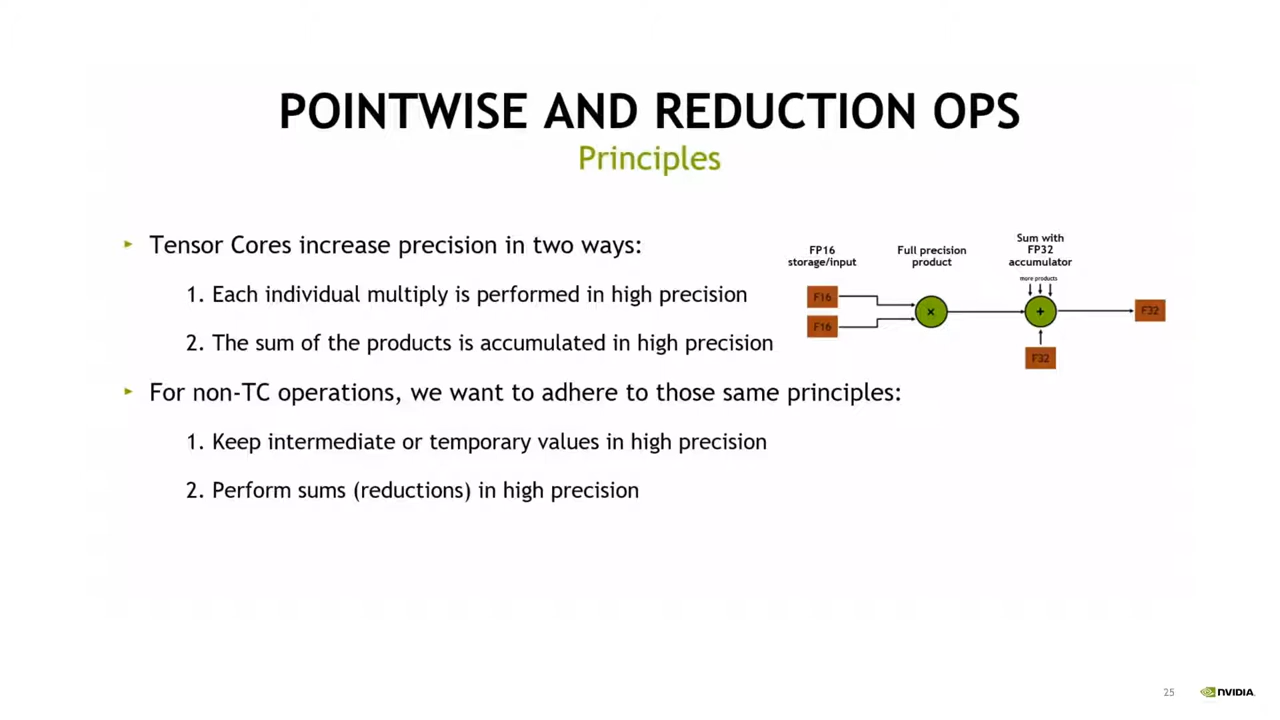 POINTWISE AND REDUCTION OPS
Principles
► Tensor Cores increase precision in two ways:
1. Each individual multiply is performed in high precision
2. The sum of the products is accumulated in high precision
► For non-TC operations, we want to adhere to those same principles:
1. Keep intermediate or temporary values in high precision
2. Perform sums (reductions) in high precision
FP16
storage/input
Full precision
product
Sum with
FP32
accumulator
more products
F16
F16
×
+
F32
F32
25
NVIDIA.